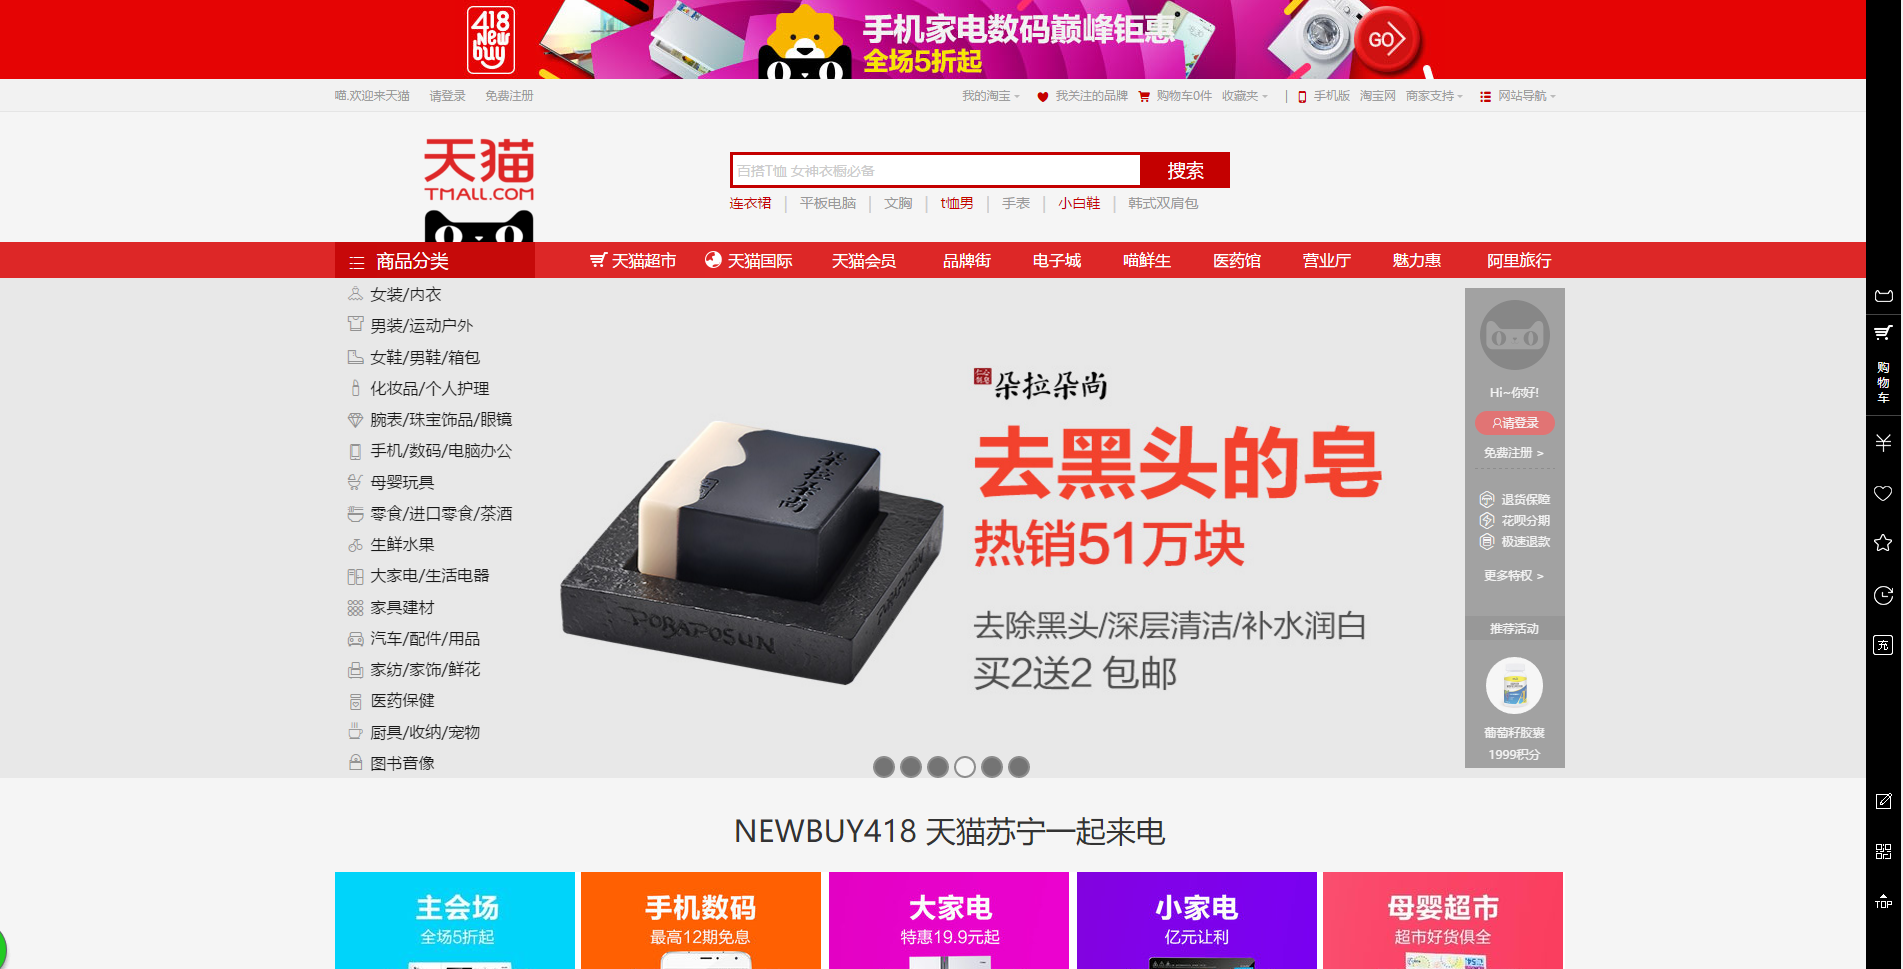 418
New
buy
手机家电数码巅峰钜惠
全场5折起
GO
喵.欢迎来天猫 请登录 免费注册
我的淘宝 我关注的品牌 购物车0件 收藏夹 | 手机版 淘宝网 商家支持 网站导航
天猫
TMALL.COM
百搭T恤 女神衣橱必备
搜索
连衣裙 | 平板电脑 | 文胸 | t恤男 | 手表 | 小白鞋 | 韩式双肩包
商品分类 天猫超市 天猫国际 天猫会员 品牌街 电子城 喵鲜生 医药馆 营业厅 魅力惠 阿里旅行
女装/内衣
男装/运动户外
女鞋/男鞋/箱包
化妆品/个人护理
腕表/珠宝饰品/眼镜
手机/数码/电脑办公
母婴玩具
零食/进口零食/茶酒
生鲜水果
大家电/生活电器
家具建材
汽车/配件/用品
家纺/家饰/鲜花
医药保健
厨具/收纳/宠物
图书音像
朵拉朵尚
去黑头的皂
热销51万块
去除黑头/深层清洁/补水润白
买2送2 包邮
朵拉朵尚
Hi~你好!
请登录
免费注册 >
退货保障
花呗分期
极速退款
更多特权 >
推荐活动
葡萄籽胶囊
1999积分
购物车
充
TOP
NEWBUY418 天猫苏宁一起来电
主会场
全场5折起
手机数码
最高12期免息
大家电
特惠19.9元起
小家电
亿元让利
母婴超市
超市好货俱全